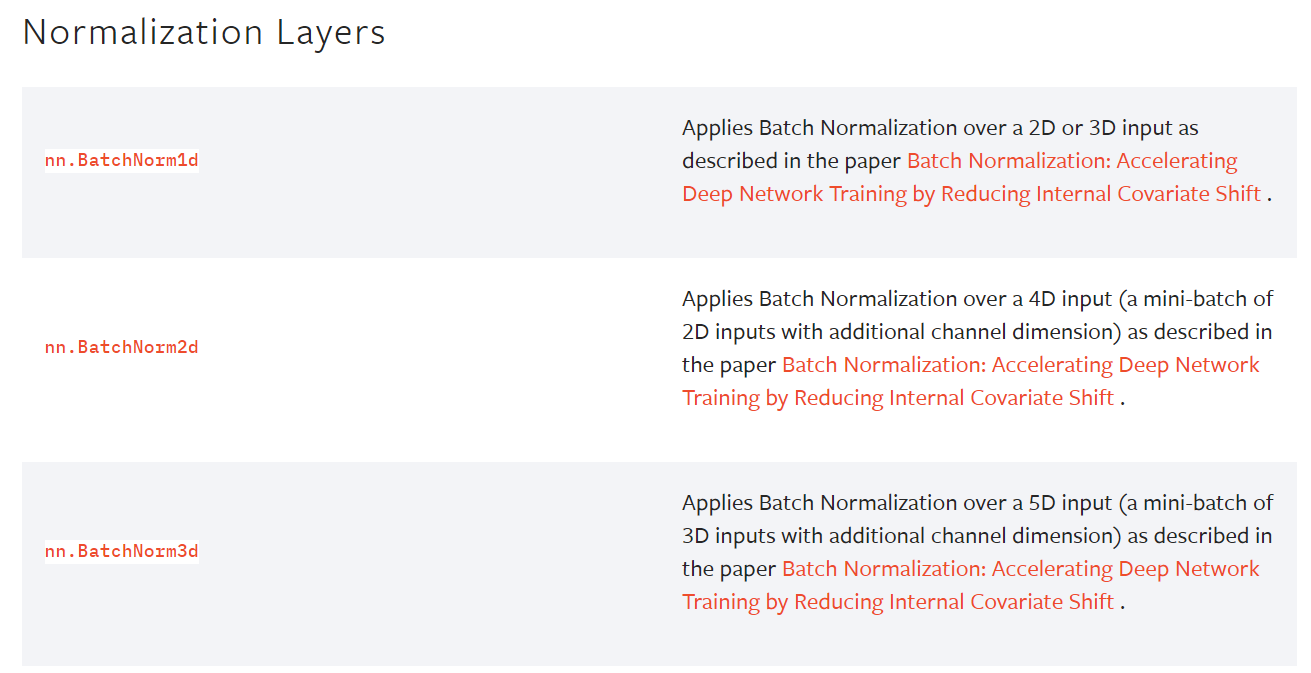 Normalization Layers
nn.BatchNorm1d
Applies Batch Normalization over a 2D or 3D input as
described in the paper Batch Normalization: Accelerating
Deep Network Training by Reducing Internal Covariate Shift .
nn.BatchNorm2d
Applies Batch Normalization over a 4D input (a mini-batch of
2D inputs with additional channel dimension) as described in
the paper Batch Normalization: Accelerating Deep Network
Training by Reducing Internal Covariate Shift .
nn.BatchNorm3d
Applies Batch Normalization over a 5D input (a mini-batch of
3D inputs with additional channel dimension) as described in
the paper Batch Normalization: Accelerating Deep Network
Training by Reducing Internal Covariate Shift .